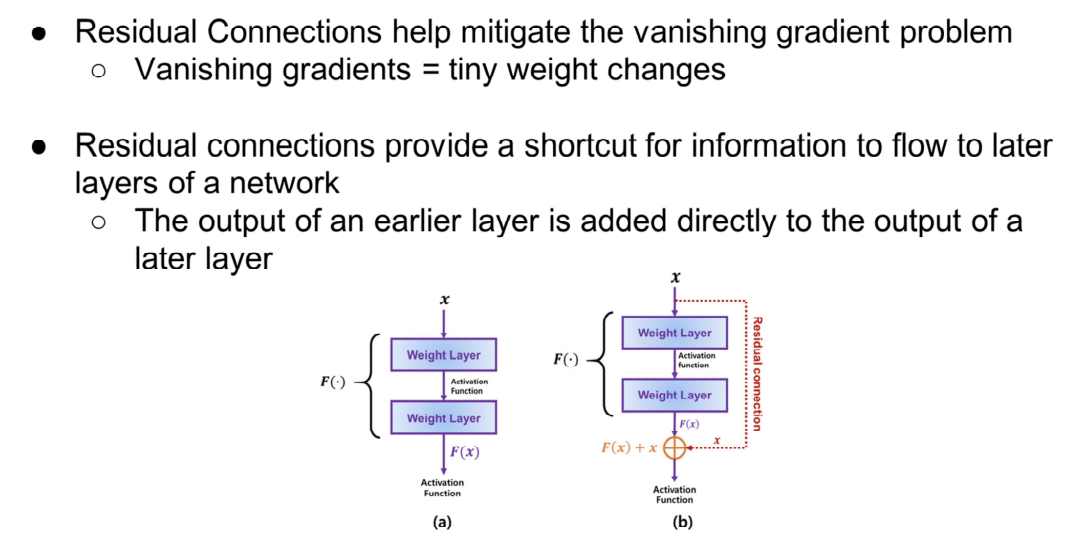 ● Residual Connections help mitigate the vanishing gradient problem
○ Vanishing gradients = tiny weight changes
● Residual connections provide a shortcut for information to flow to later
layers of a network
○ The output of an earlier layer is added directly to the output of a
later layer
x
Weight Layer
F(·)
Activation
Function
Weight Layer
F(x)
Activation
Function
(a)
x
Weight Layer
F(·)
Activation
function
Weight Layer
F(x)
F(x) + x
x
Residual connection
Activation
Function
(b)